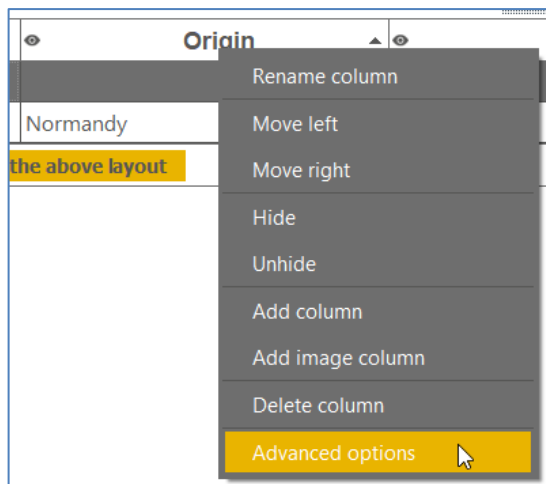 Origin
Rename column
Normandy
Move left
the above layout
Move right
Hide
Unhide
Add column
Add image column
Delete column
Advanced options